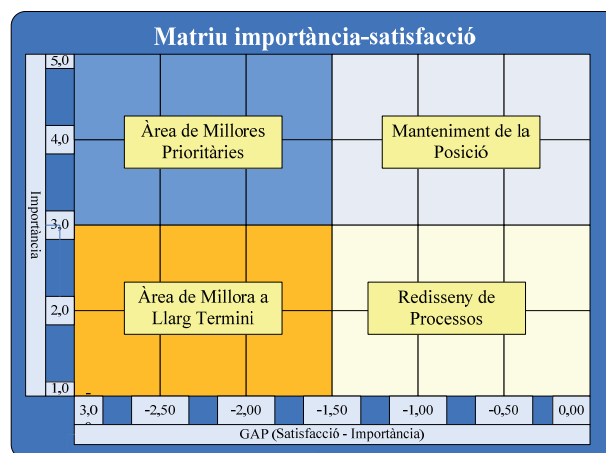 Matriu importància-satisfacció
5,0
4,0
3,0
2,0
1,0
Importància
Àrea de Millores
Prioritàries
Manteniment de la
Posició
Àrea de Millora a
Llarg Termini
Redisseny de
Processos
-
3,0
-2,50
-2,00
-1,50
-1,00
-0,50
0,00
GAP (Satisfacció - Importància)